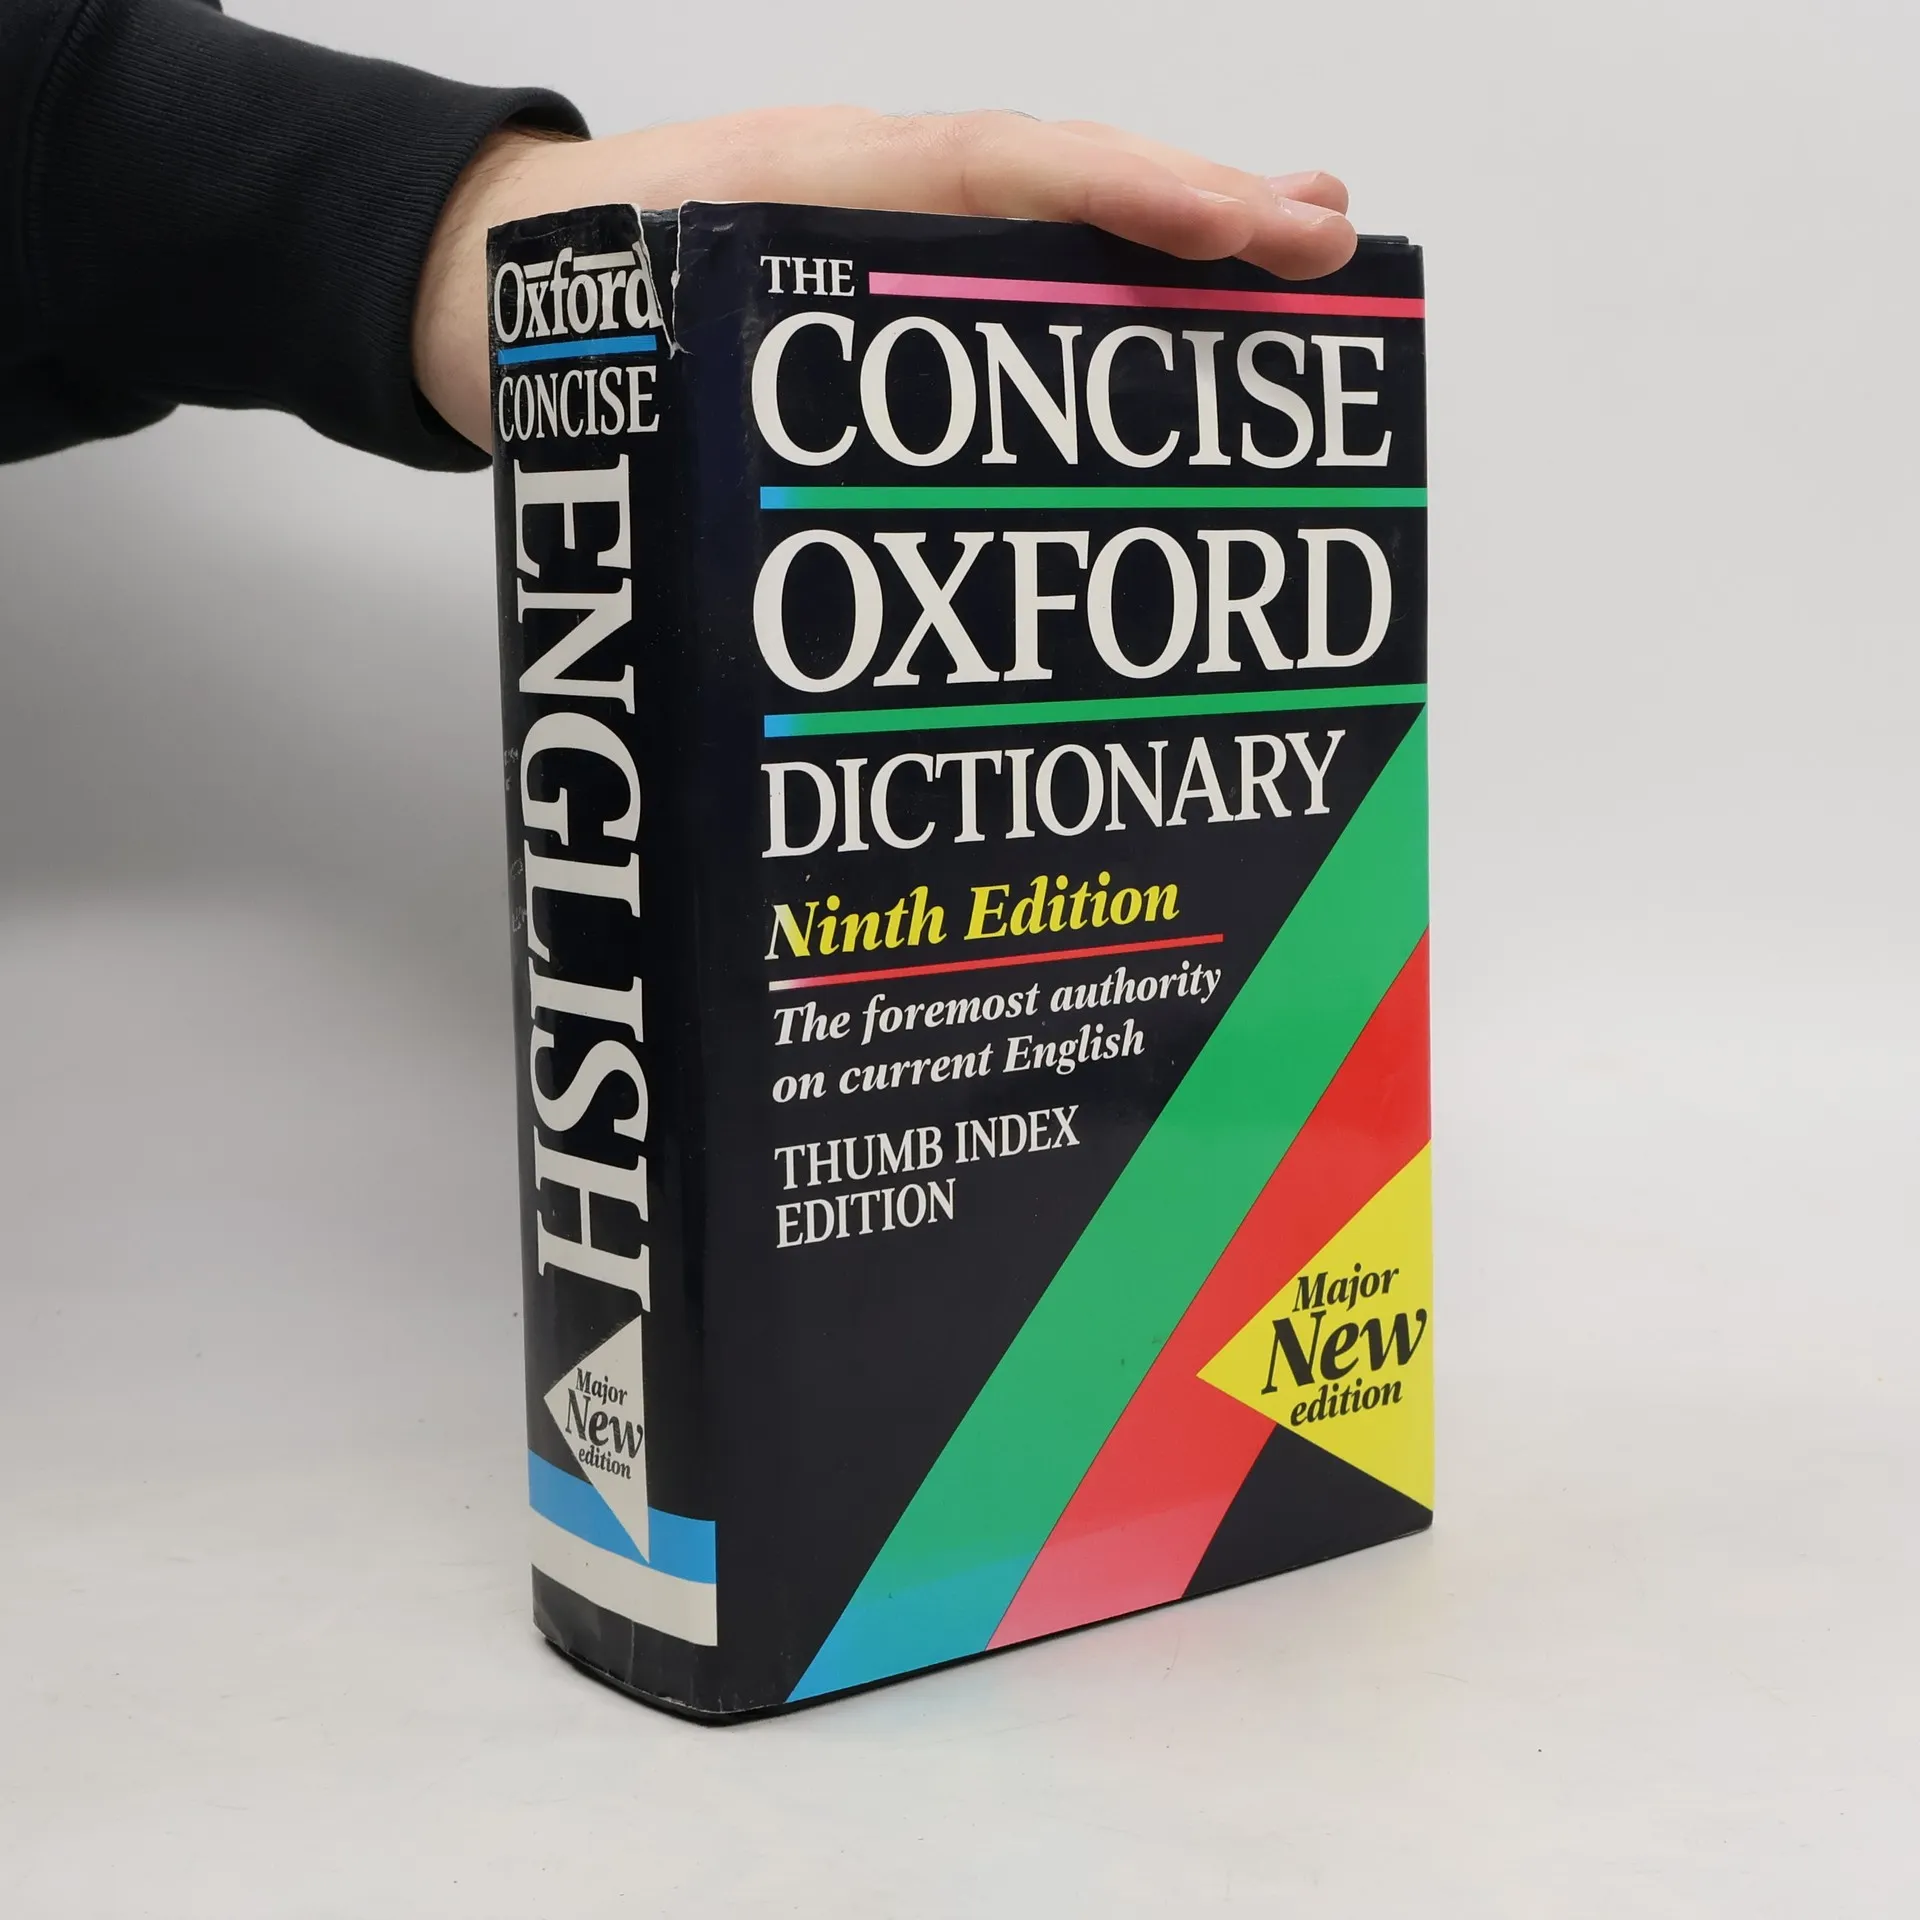 Oxford
CONCISE
ENGLISH
Major
New
edition
THE
CONCISE
OXFORD
DICTIONARY
Ninth Edition
The foremost authority
on current English
THUMB INDEX
EDITION
Major
New
edition